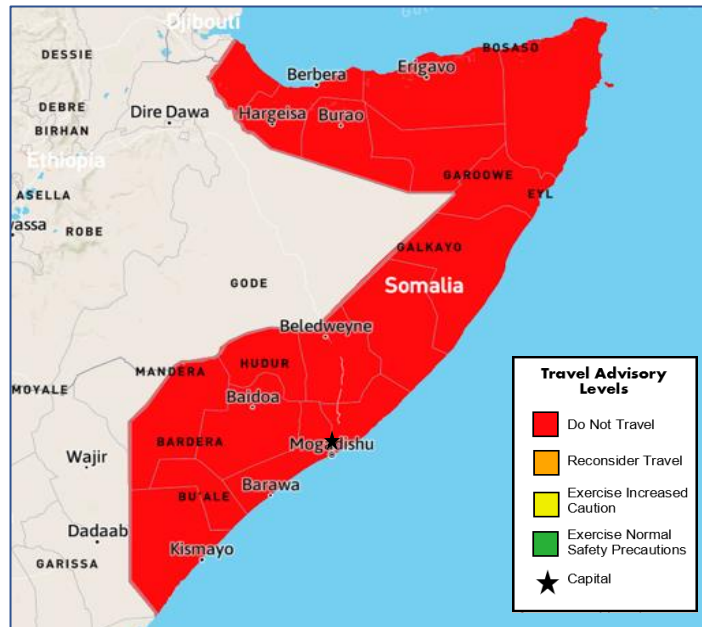 Djibouti
BOSASO
DESSIE
Berbera
Erigavo
DEBRE
BIRHAN
Dire Dawa
Hargeisa
Burao
Ethiopia
GAROOWE
ASELLA
EYL
wassa
ROBE
GALKAYO
GODE
Somalia
Beledweyne
HUDUR
MANDERA
MOYALE
Baidoa
BARDERA
Mogadishu
Wajir
BU'ALE
Barawa
Dadaab
Kismayo
GARISSA
Travel Advisory
Levels
Do Not Travel
Reconsider Travel
Exercise Increased
Caution
Exercise Normal
Safety Precautions
Capital